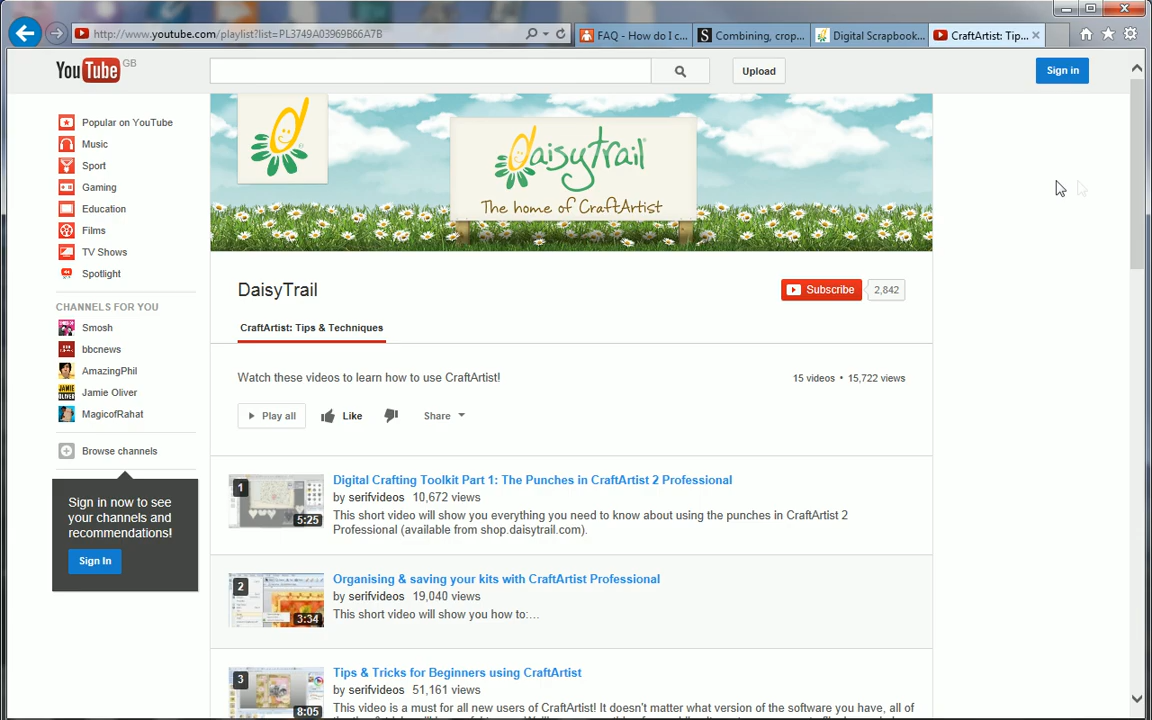 http://www.youtube.com/playlist?list=PL3749A03969B66A7B
FAQ - How do I c...
Combining, crop...
Digital Scrapbook...
CraftArtist: Tip...
YouTube GB
Upload
Sign in
Popular on YouTube
Music
Sport
Gaming
Education
Films
TV Shows
Spotlight
CHANNELS FOR YOU
Smosh
bbcnews
AmazingPhil
Jamie Oliver
MagicofRahat
Browse channels
Sign in now to see
your channels and
recommendations!
Sign In
daisytrail
The home of CraftArtist
DaisyTrail
Subscribe 2,842
CraftArtist: Tips & Techniques
Watch these videos to learn how to use CraftArtist!
15 videos • 15,722 views
Play all
Like
Share
1
5:25
Digital Crafting Toolkit Part 1: The Punches in CraftArtist 2 Professional
by serifvideos 10,672 views
This short video will show you everything you need to know about using the punches in CraftArtist 2
Professional (available from shop.daisytrail.com).
2
3:34
Organising & saving your kits with CraftArtist Professional
by serifvideos 19,040 views
This short video will show you how to:...
3
8:05
Tips & Tricks for Beginners using CraftArtist
by serifvideos 51,161 views
This video is a must for all new users of CraftArtist! It doesn't matter what version of the software you have, all of